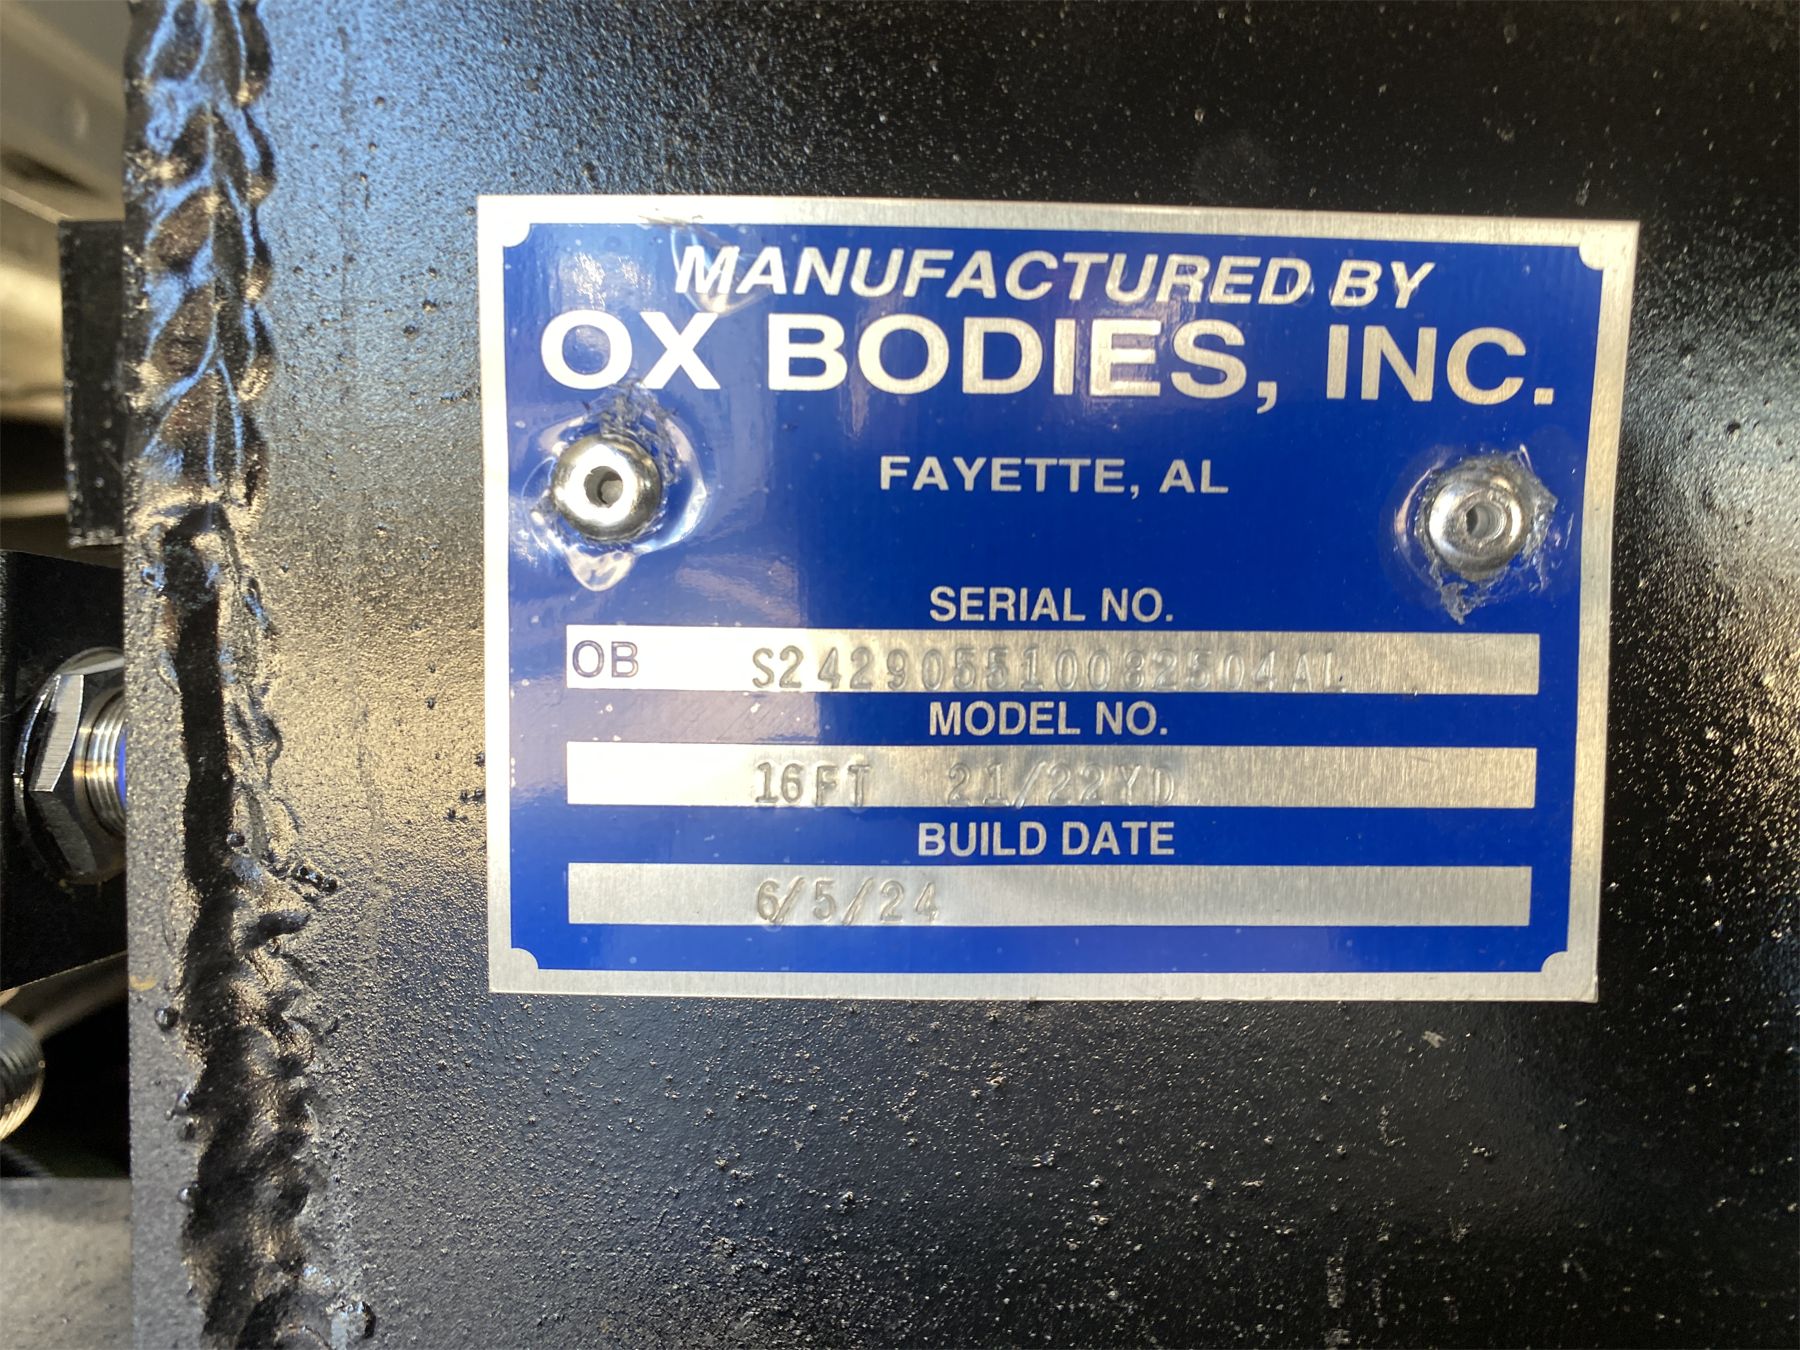 MANUFACTURED BY
OX BODIES, INC.
FAYETTE, AL
SERIAL NO.
OB S242905510082504AL
MODEL NO.
16FT 21/22YD
BUILD DATE
6/5/24